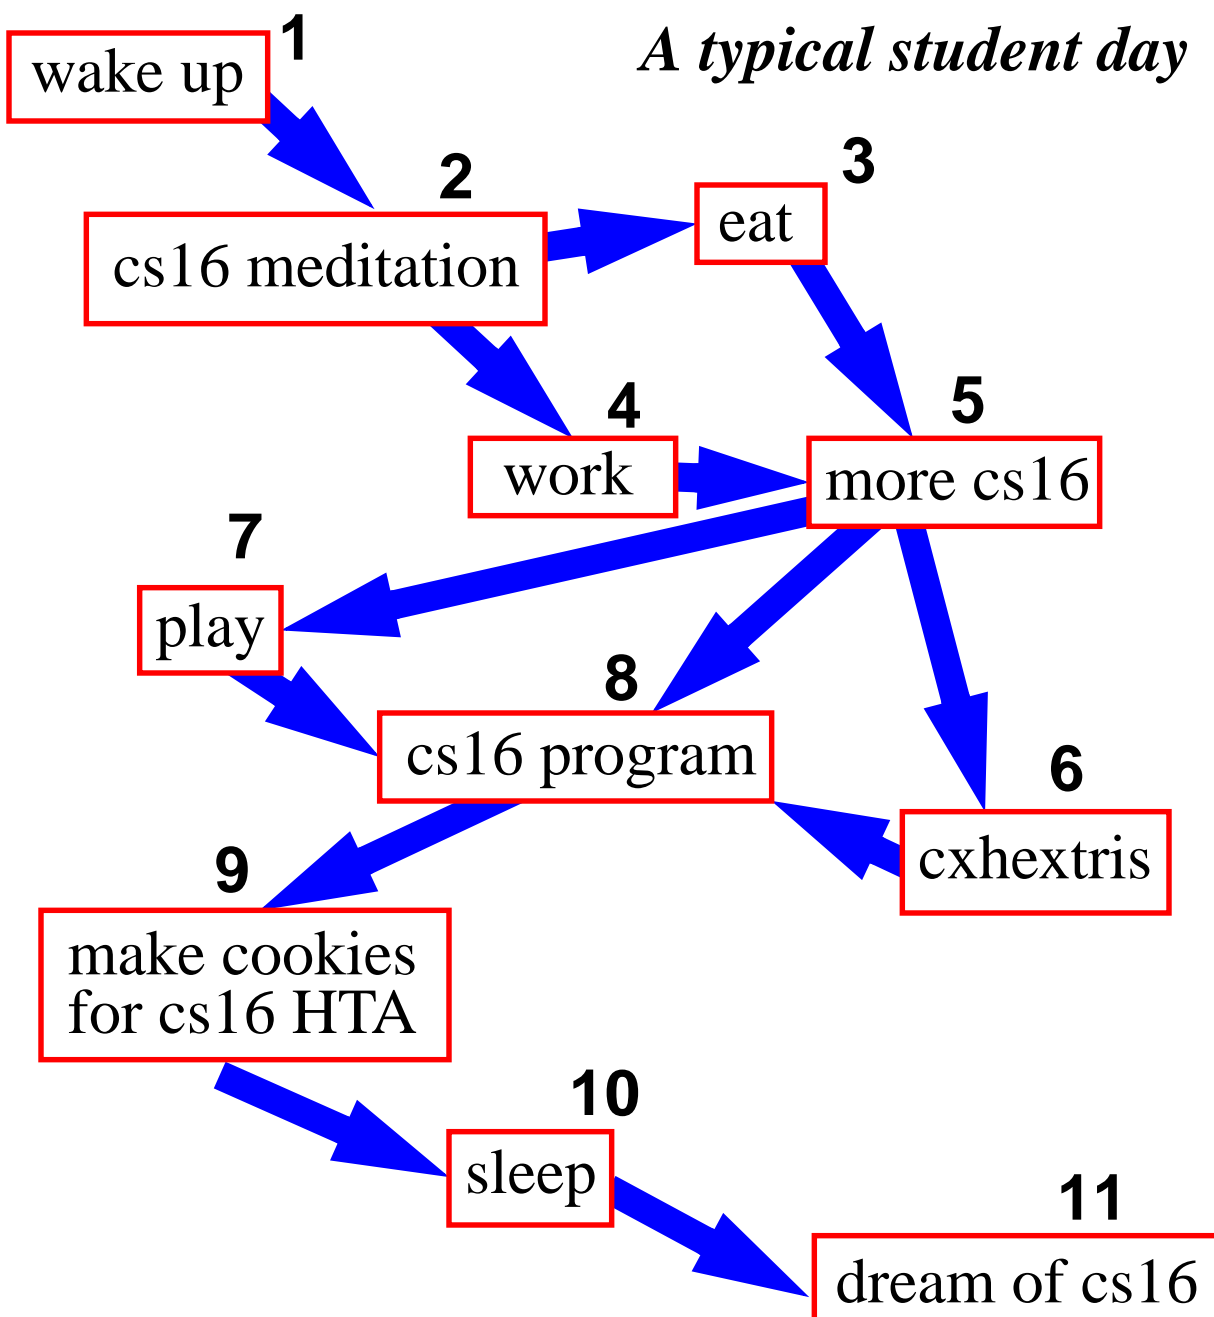 A typical student day
1
wake up
2
cs16 meditation
3
eat
4
work
5
more cs16
7
play
8
cs16 program
6
cxhextris
9
make cookies
for cs16 HTA
10
sleep
11
dream of cs16